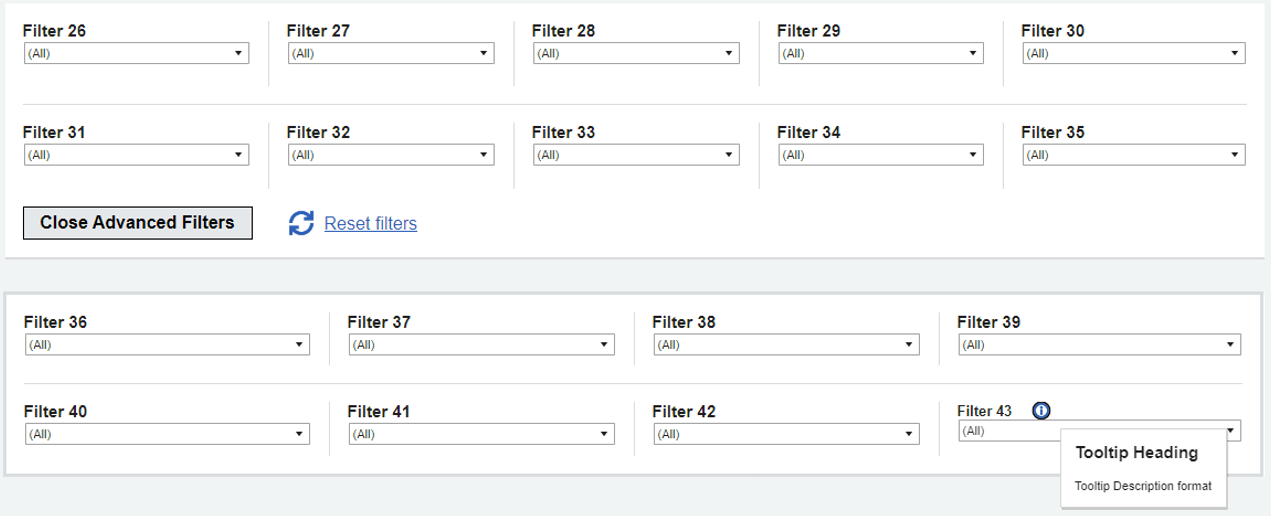 Filter 26 Filter 27 Filter 28 Filter 29 Filter 30
(All) (All) (All) (All) (All)
Filter 31 Filter 32 Filter 33 Filter 34 Filter 35
(All) (All) (All) (All) (All)
Close Advanced Filters Reset filters
Filter 36 Filter 37 Filter 38 Filter 39
(All) (All) (All) (All)
Filter 40 Filter 41 Filter 42 Filter 43
(All) (All) (All) (All)
Tooltip Heading
Tooltip Description format